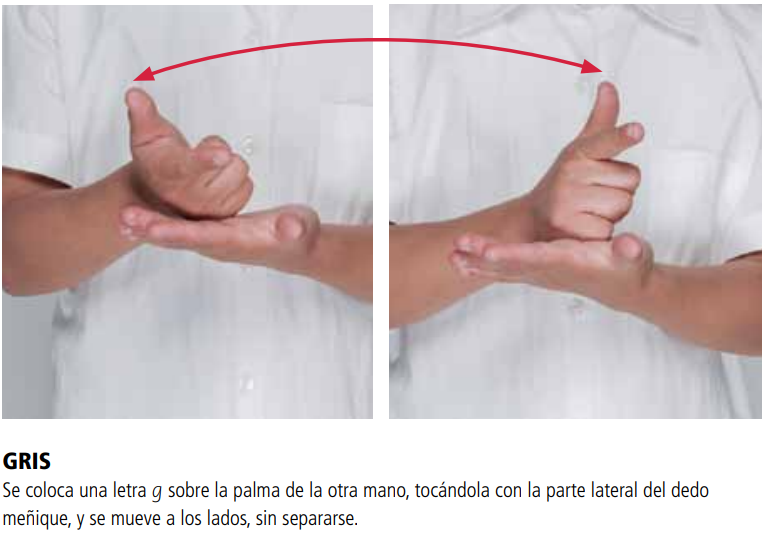 GRIS
Se coloca una letra g sobre la palma de la otra mano, tocándola con la parte lateral del dedo
meñique, y se mueve a los lados, sin separarse.